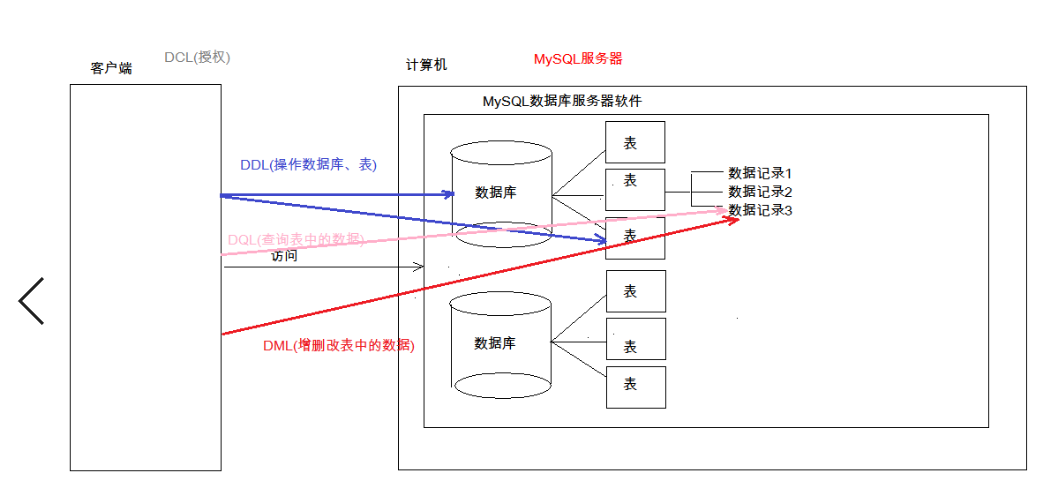 DCL(授权)
客户端
计算机
MySQL服务器
MySQL数据库服务器软件
DDL(操作数据库、表)
数据库
表
表
表
数据记录1
数据记录2
数据记录3
DQL(查询表中的数据)
访问
DML(增删改表中的数据)
数据库
表
表
表